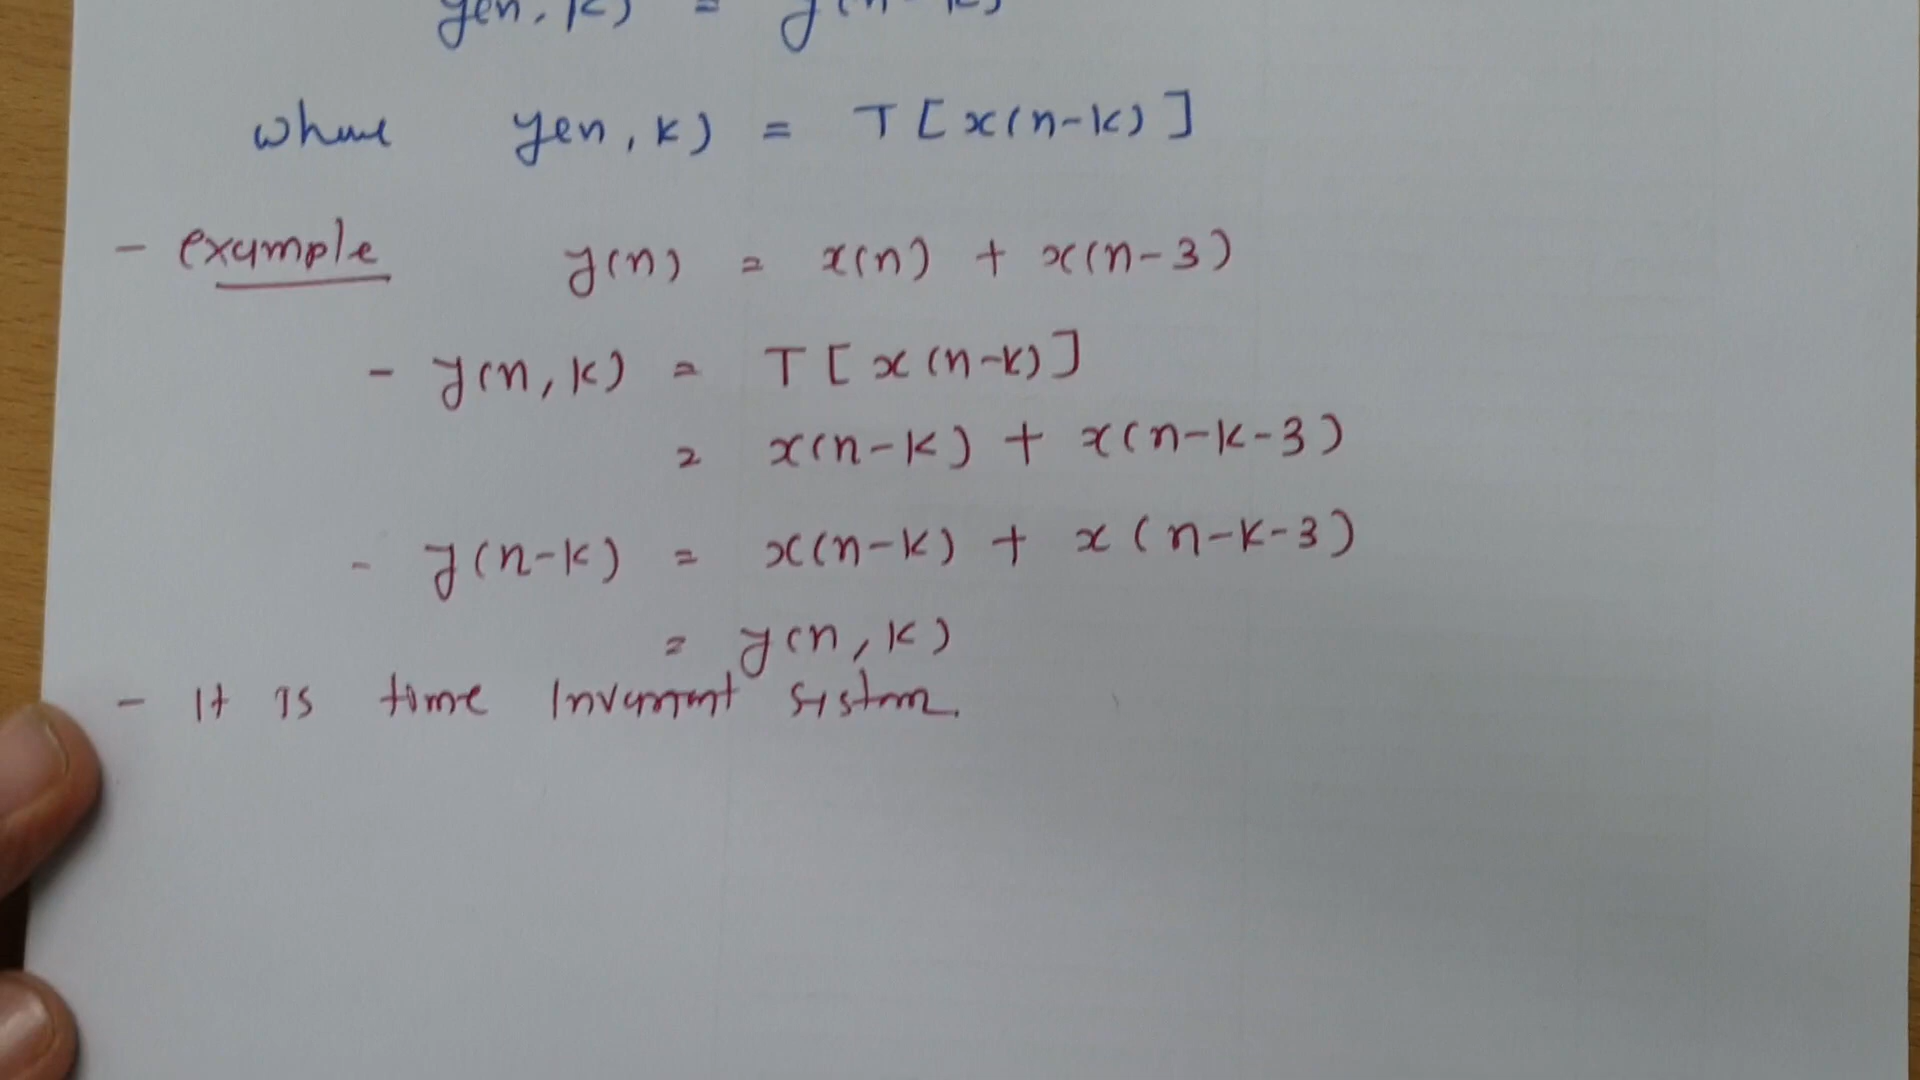 y(n, k) = y(n-k)
where y(n, k) = T[x(n-k)]
- example y(n) = x(n) + x(n-3)
- y(n, k) = T[x(n-k)]
= x(n-k) + x(n-k-3)
- y(n-k) = x(n-k) + x(n-k-3)
= y(n, k)
- It is time Invariant System.